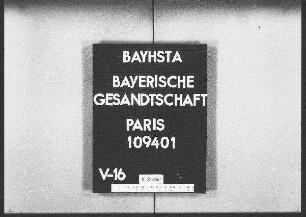 BAYHSTA
BAYERISCHE
GESANDTSCHAFT
PARIS
109401
V-16